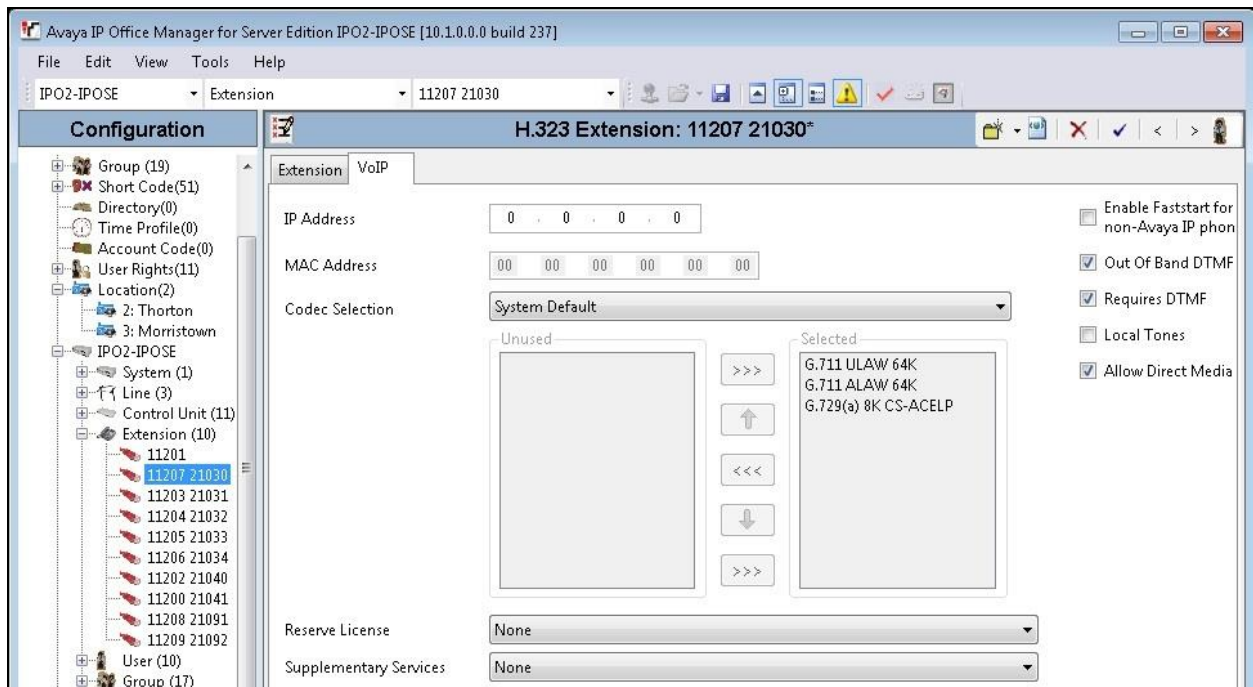 Avaya IP Office Manager for Server Edition IPO2-IPOSE [10.1.0.0.0 build 237]
File Edit View Tools Help
IPO2-IPOSE Extension 11207 21030
Configuration
Group (19)
Short Code(51)
Directory(0)
Time Profile(0)
Account Code(0)
User Rights(11)
Location(2)
2: Thorton
3: Morristown
IPO2-IPOSE
System (1)
Line (3)
Control Unit (11)
Extension (10)
11201
11207 21030
11203 21031
11204 21032
11205 21033
11206 21034
11202 21040
11200 21041
11208 21091
11209 21092
User (10)
Group (17)
H.323 Extension: 11207 21030*
Extension VoIP
IP Address 0 . 0 . 0 . 0
MAC Address 00 00 00 00 00 00
Codec Selection System Default
Unused
>>>
<<<
>>>
Selected
G.711 ULAW 64K
G.711 ALAW 64K
G.729(a) 8K CS-ACELP
Reserve License None
Supplementary Services None
Enable Faststart for
non-Avaya IP phon
Out Of Band DTMF
Requires DTMF
Local Tones
Allow Direct Media